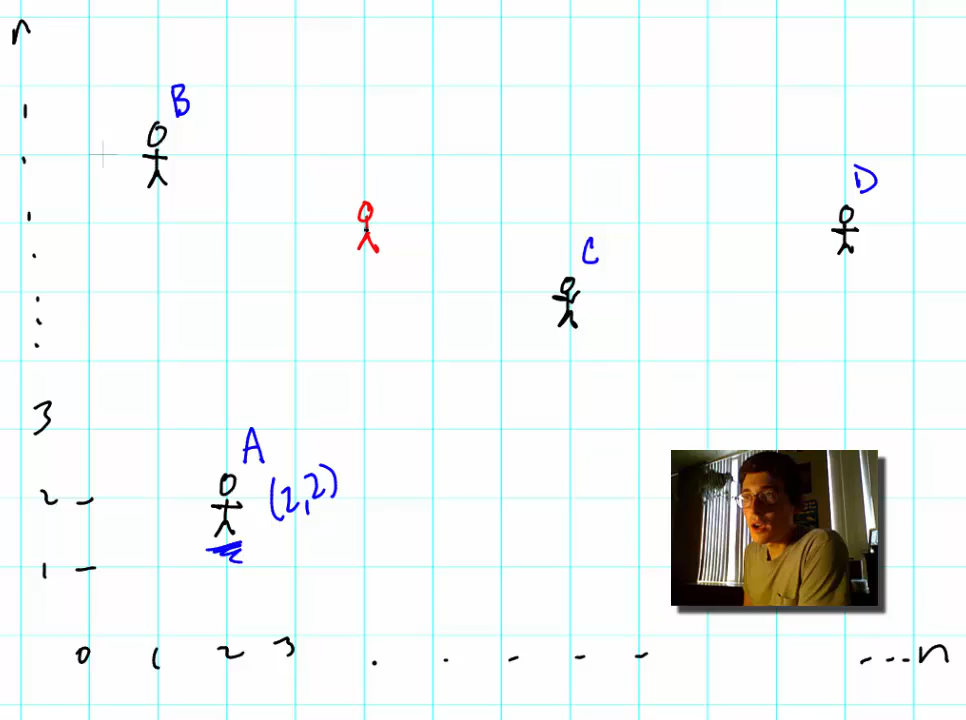 n
B
D
C
3
A
2
(2,2)
1
0 1 2 3 . . - - - ...n